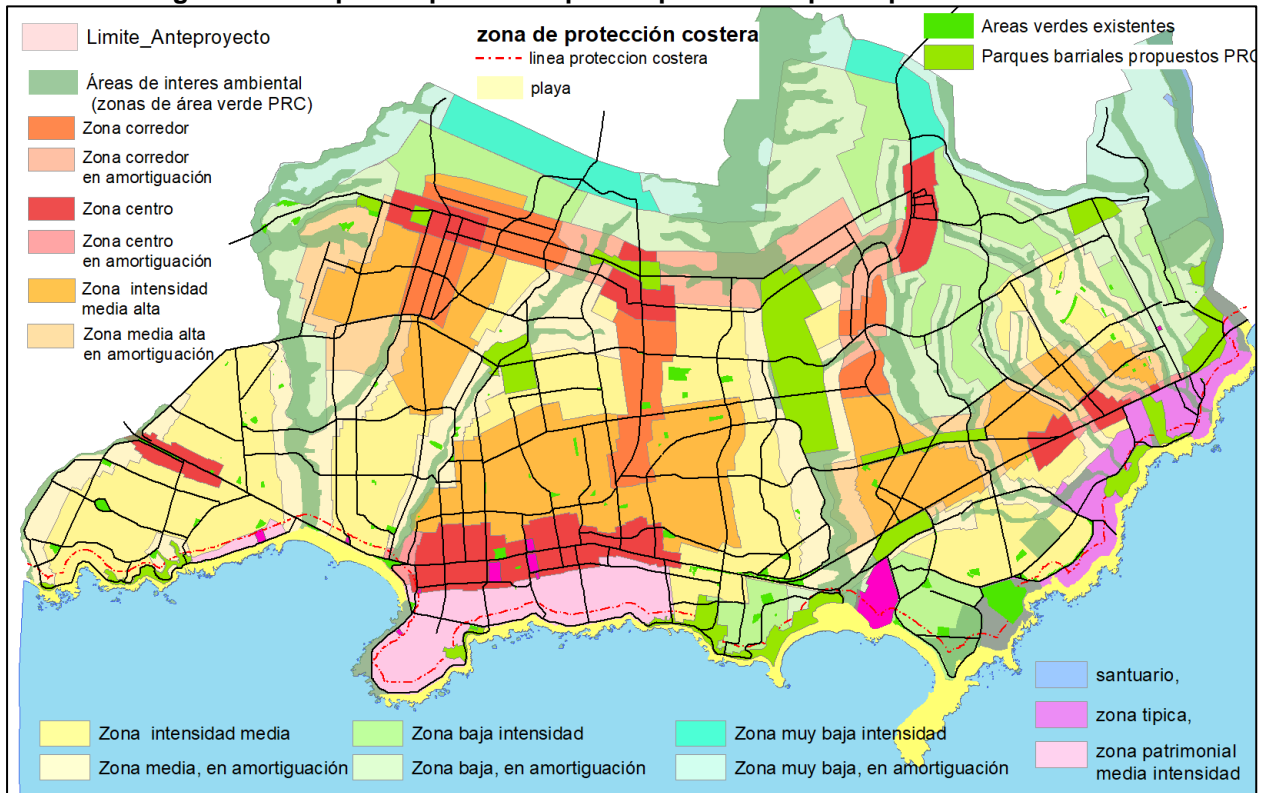 Limite_Anteproyecto
Áreas de interes ambiental
(zonas de área verde PRC)
Zona corredor
Zona corredor
en amortiguación
Zona centro
Zona centro
en amortiguación
Zona intensidad
media alta
Zona media alta
en amortiguación
zona de protección costera
linea proteccion costera
playa
Areas verdes existentes
Parques barriales propuestos PRC
Zona intensidad media
Zona media, en amortiguación
Zona baja intensidad
Zona baja, en amortiguación
Zona muy baja intensidad
Zona muy baja, en amortiguación
santuario,
zona tipica,
zona patrimonial
media intensidad